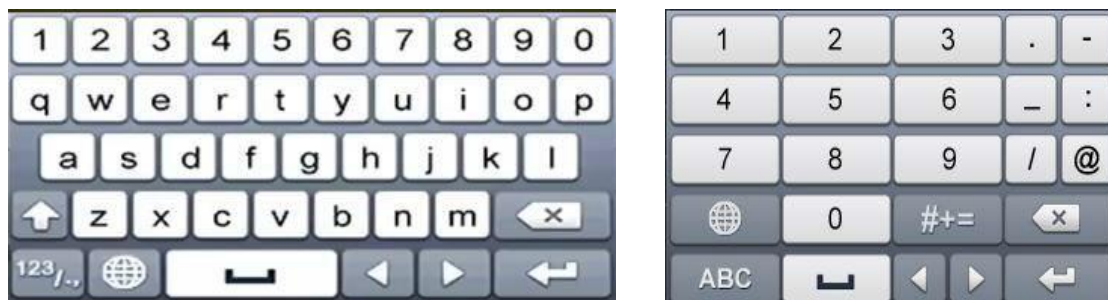 1 2 3 4 5 6 7 8 9 0
q w e r t y u i o p
a s d f g h j k l
z x c v b n m
123/.,
1 2 3 . -
4 5 6 _ :
7 8 9 / @
0 #+=
ABC